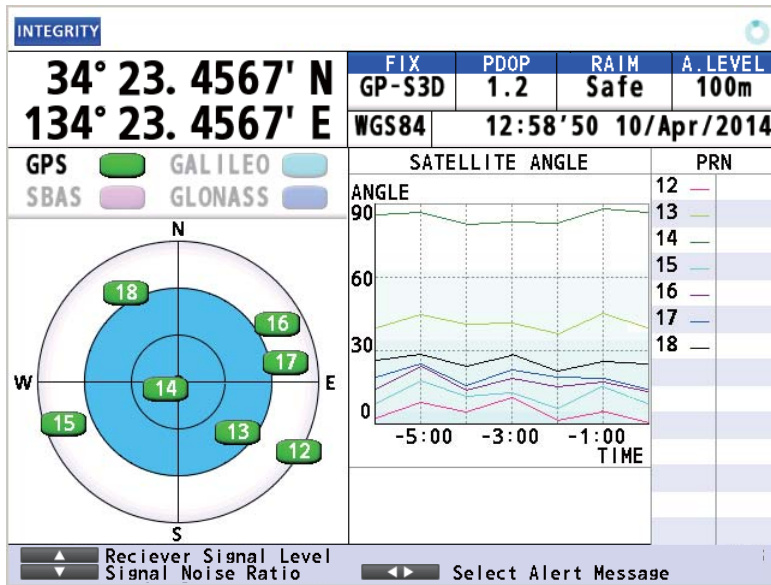 INTEGRITY
34° 23. 4567' N
134° 23. 4567' E
FIX PDOP RAIM A.LEVEL
GP-S3D 1.2 Safe 100m
WGS84 12:58'50 10/Apr/2014
GPS GALILEO
SBAS GLONASS
N
18
16
17
W 14 E
15
13
12
S
SATELLITE ANGLE
ANGLE
90
60
30
0
-5:00 -3:00 -1:00
TIME
PRN
12
13
14
15
16
17
18
Reciever Signal Level
Signal Noise Ratio
Select Alert Message